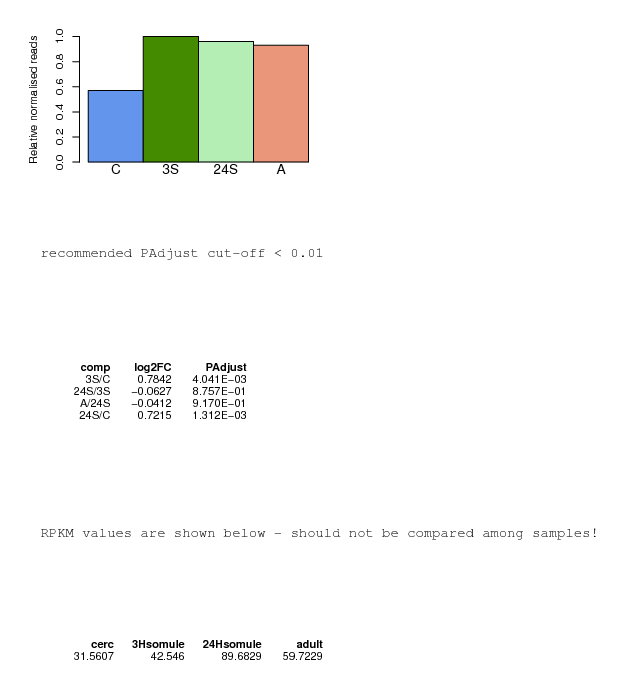 Relative normalised reads
1.0
0.8
0.6
0.4
0.2
0.0
C 3S 24S A
recommended PAdjust cut-off < 0.01
comp log2FC PAdjust
3S/C 0.7842 4.041E−03
24S/3S −0.0627 8.757E−01
A/24S −0.0412 9.170E−01
24S/C 0.7215 1.312E−03
RPKM values are shown below - should not be compared among samples!
cerc 3Hsomule 24Hsomule adult
31.5607 42.546 89.6829 59.7229